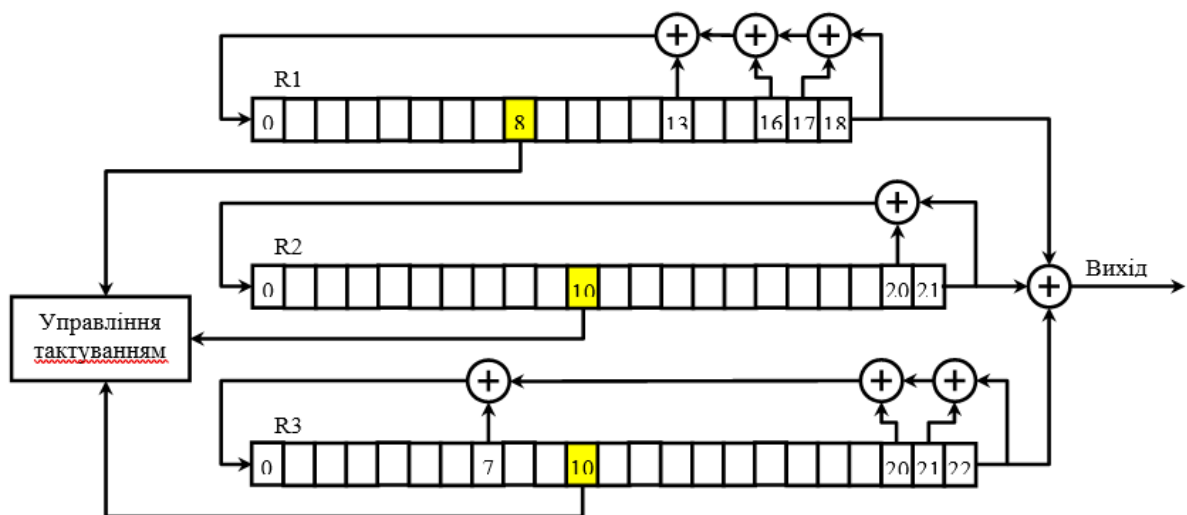 R1
0 8 13 16 17 18
R2
0 10 20 21
Вихід
Управління
тактуванням
R3
0 7 10 20 21 22